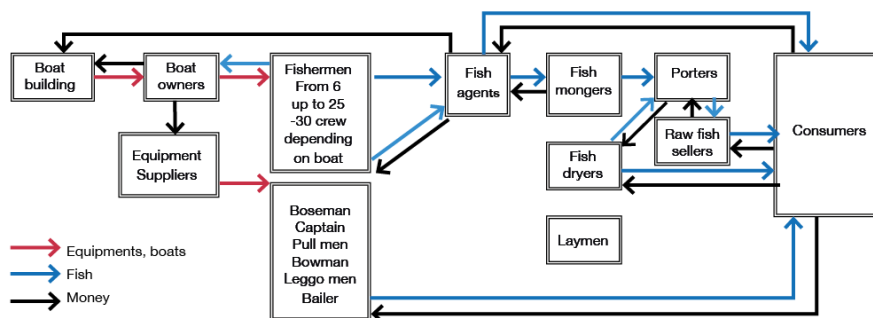 Boat
building
Boat
owners
Fishermen
From 6
up to 25
-30 crew
depending
on boat
Fish
agents
Fish
mongers
Porters
Raw fish
sellers
Consumers
Equipment
Suppliers
Fish
dryers
Boseman
Captain
Pull men
Bowman
Leggo men
Bailer
Laymen
Equipments, boats
Fish
Money